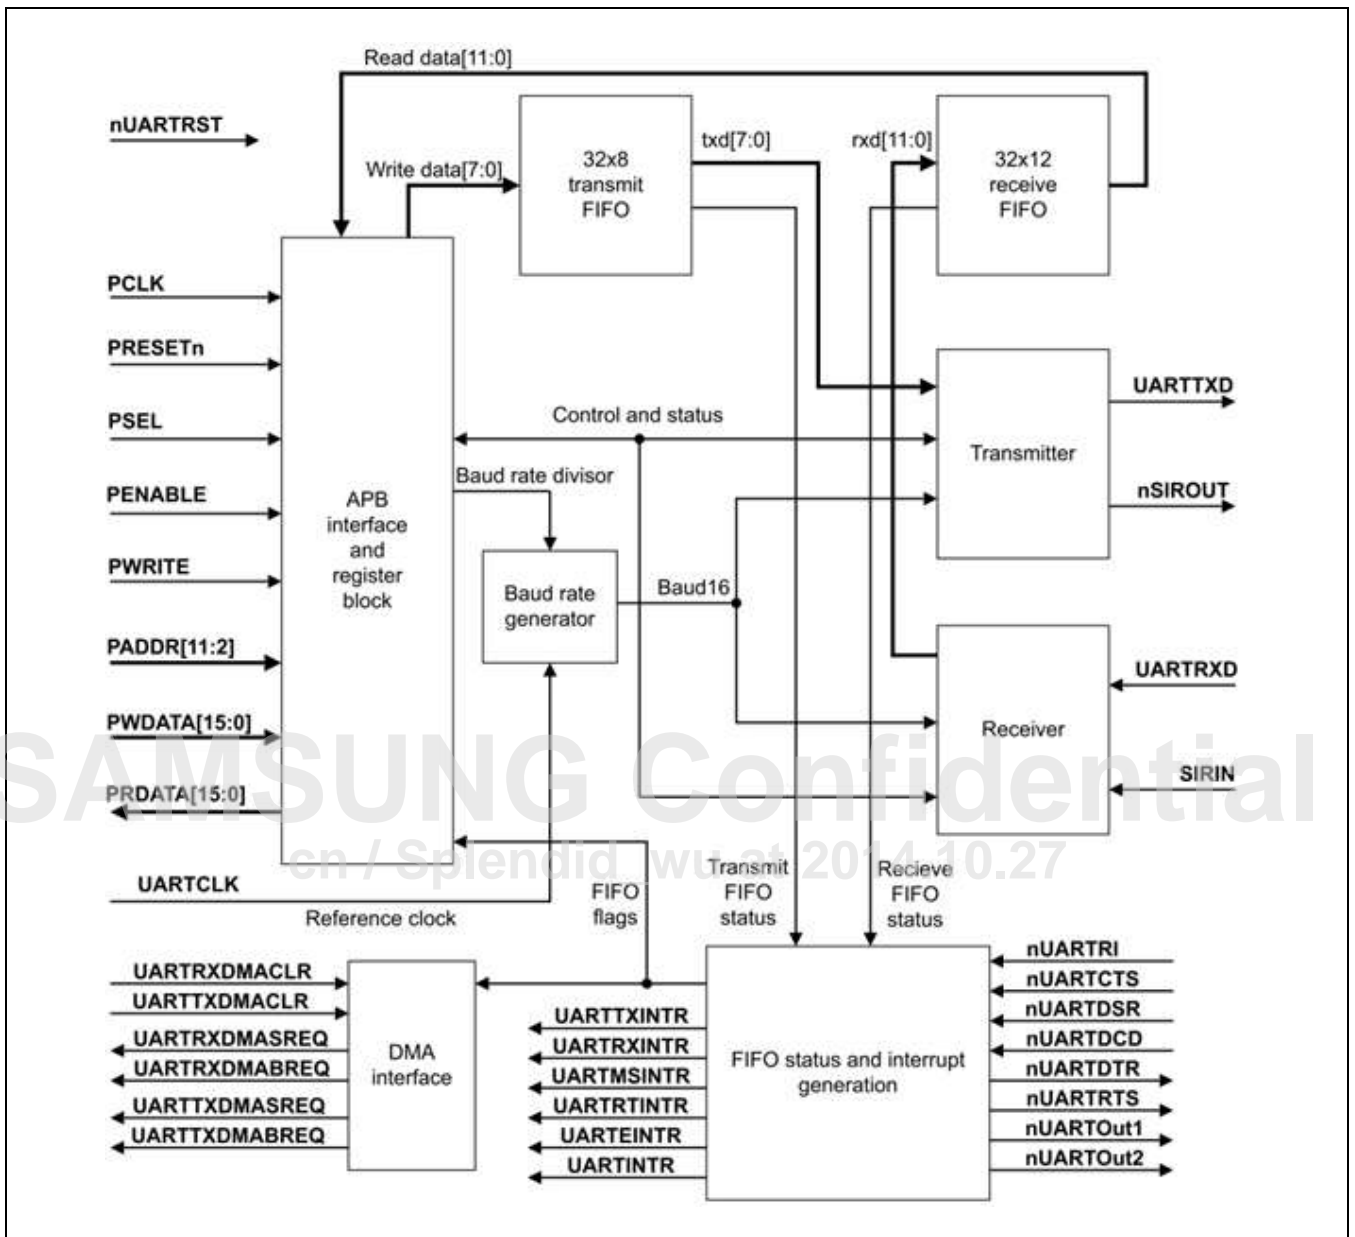 Read data[11:0]
nUARTRST
Write data[7:0]
32x8
transmit
FIFO
txd[7:0]
rxd[11:0]
32x12
receive
FIFO
PCLK
PRESETn
PSEL
PENABLE
PWRITE
PADDR[11:2]
PWDATA[15:0]
PRDATA[15:0]
APB
interface
and
register
block
Control and status
Baud rate divisor
Baud rate
generator
Baud16
Transmitter
UARTTXD
nSIROUT
Receiver
UARTRXD
SIRIN
SAMSUNG Confidential
cn / Splendid_wu at 2014.10.27
UARTCLK
Reference clock
FIFO
flags
Transmit
FIFO
status
Recieve
FIFO
status
UARTRXDMACLR
UARTTXDMACLR
UARTRXDMASREQ
UARTRXDMABREQ
UARTTXDMASREQ
UARTTXDMABREQ
DMA
interface
UARTTXINTR
UARTRXINTR
UARTMSINTR
UARTRTINTR
UARTEINTR
UARTINTR
FIFO status and interrupt
generation
nUARTRI
nUARTCTS
nUARTDSR
nUARTDCD
nUARTDTR
nUARTRTS
nUARTOut1
nUARTOut2